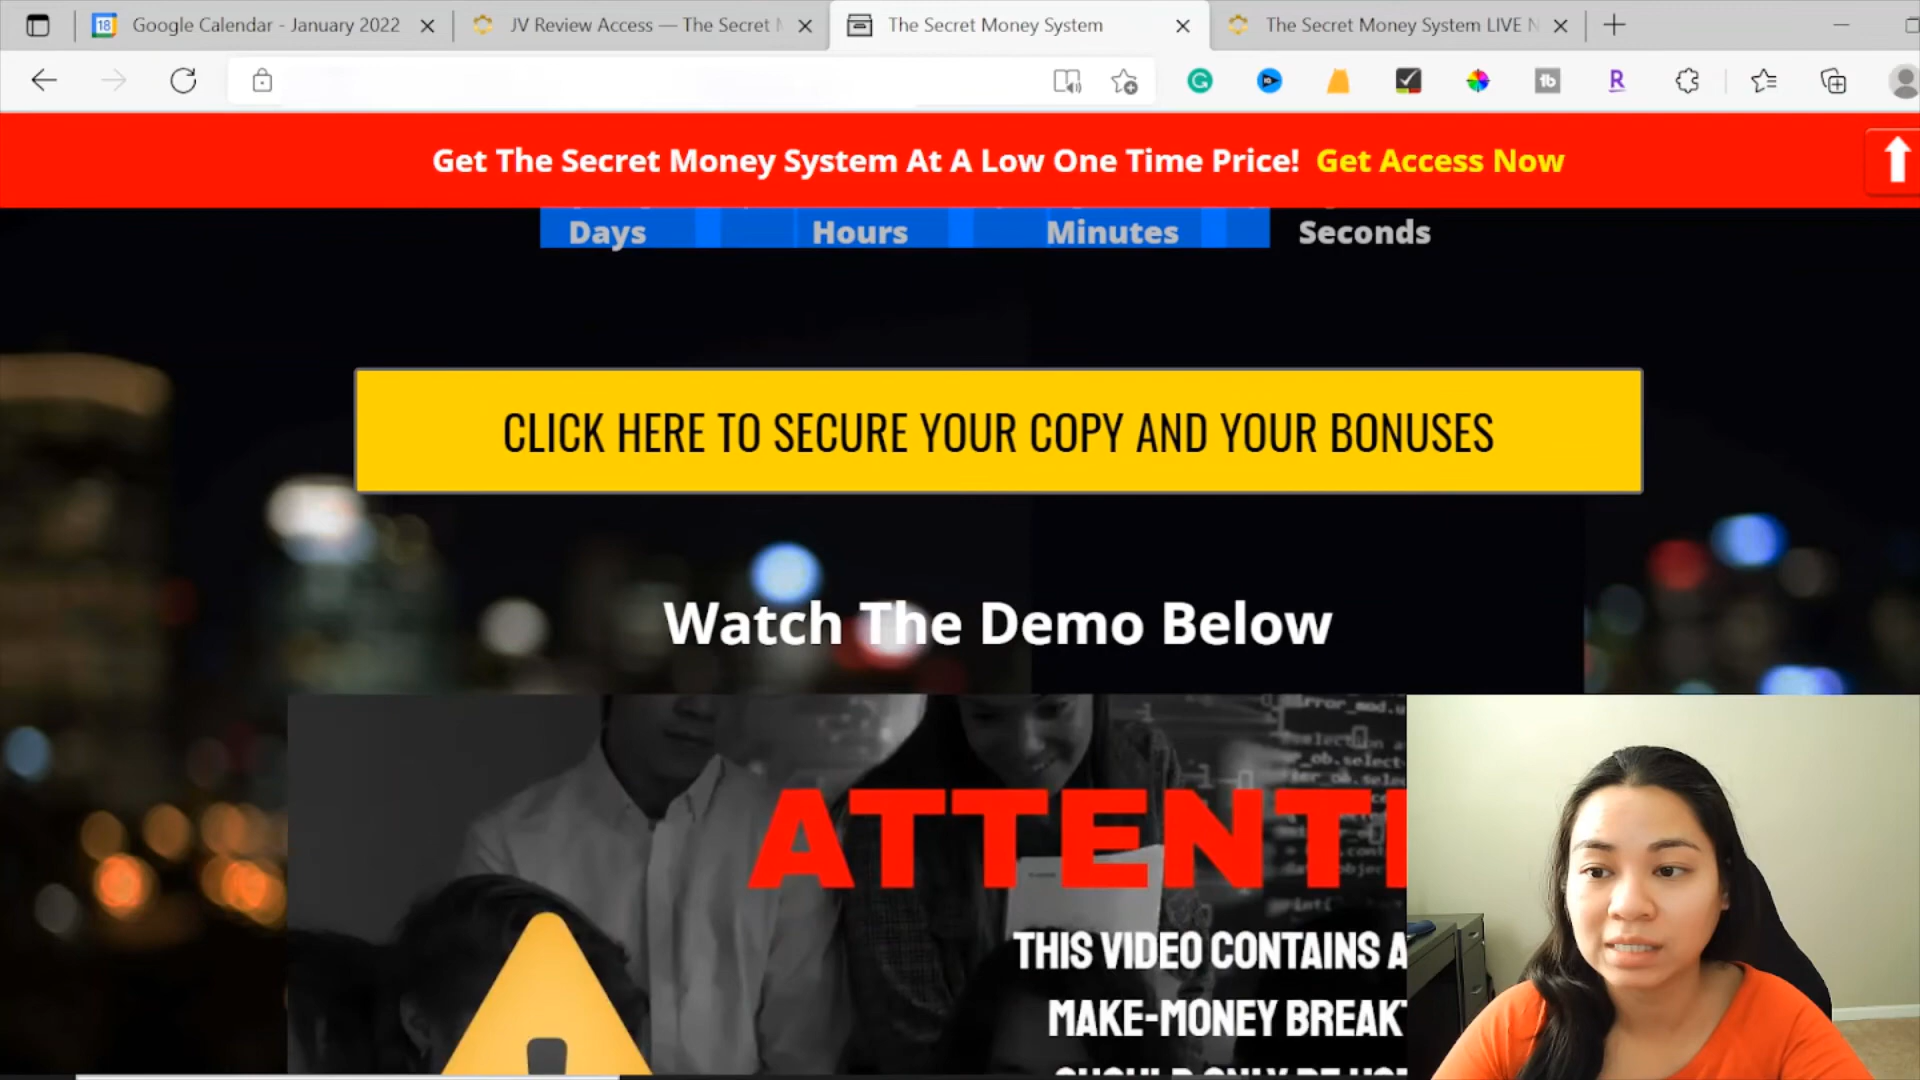 Google Calendar - January 2022
JV Review Access — The Secret
The Secret Money System
The Secret Money System LIVE
Get The Secret Money System At A Low One Time Price! Get Access Now
Days Hours Minutes Seconds
CLICK HERE TO SECURE YOUR COPY AND YOUR BONUSES
Watch The Demo Below
ATTENT
THIS VIDEO CONTAINS A
MAKE-MONEY BREAK